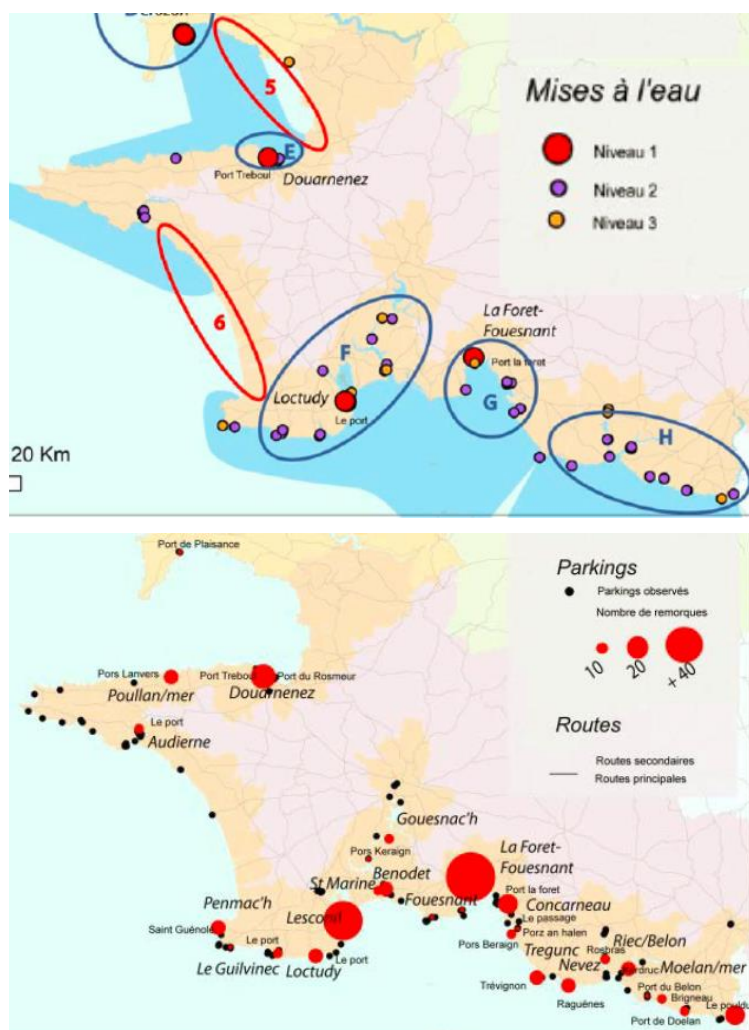 Crozon
5
Mises à l'eau
Niveau 1
Niveau 2
Niveau 3
E
Port Treboul
Douarnenez
6
La Foret-
Fouesnant
Port la foret
F
G
Loctudy
Le port
H
20 Km
Port de Plaisance
Parkings
Parkings observés
Nombre de remorques
10
20
+ 40
Routes
Routes secondaires
Routes principales
Pors Lanvers
Port Treboul
Port du Rosmeur
Poullan/mer
Douarnenez
Le port
Audierne
Gouesnac'h
Pors Keraign
La Foret-
Fouesnant
St Marine
Benodet
Port la foret
Penmac'h
Fouesnant
Concarneau
Lesconil
Le passage
Saint Guénolé
Porz an halen
Riec/Belon
Pors Beraign
Tregunc
Rosbras
Le port
Le Guilvinec
Loctudy
Le port
Nevez
Moelan/mer
Trévignon
Port du Belon
Raguénes
Brigneau
Le pouldu
Port de Doelan